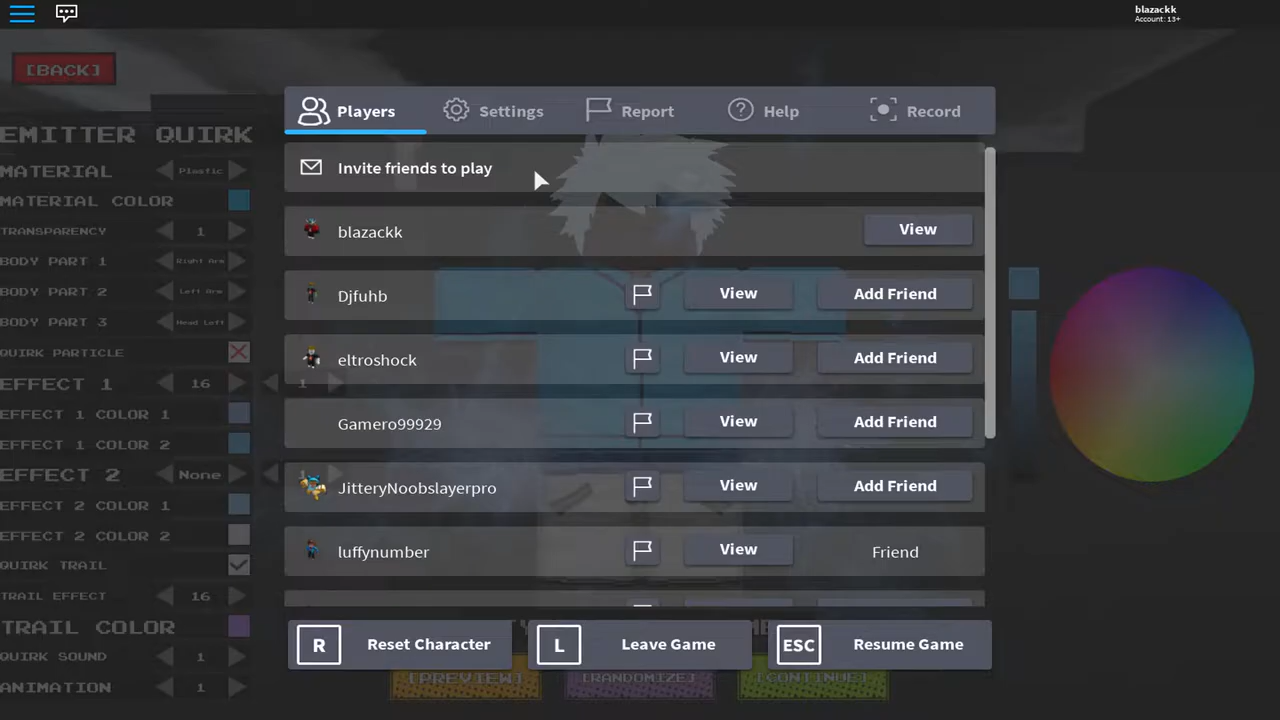 blazackk
Account: 13+
[BACK]
Players
Settings
Report
Help
Record
EMITTER QUIRK
MATERIAL
Plastic
MATERIAL COLOR
TRANSPARENCY
1
BODY PART 1
Right Arm
BODY PART 2
Left Arm
BODY PART 3
Head Left
QUIRK PARTICLE
EFFECT 1
16
1
EFFECT 1 COLOR 1
EFFECT 1 COLOR 2
EFFECT 2
None
1
EFFECT 2 COLOR 1
EFFECT 2 COLOR 2
QUIRK TRAIL
TRAIL EFFECT
16
TRAIL COLOR
QUIRK SOUND
1
ANIMATION
1
Invite friends to play
blazackk
View
Djfuhb
View
Add Friend
eltroshock
View
Add Friend
Gamero99929
View
Add Friend
JitteryNoobslayerpro
View
Add Friend
luffynumber
View
Friend
R
Reset Character
L
Leave Game
ESC
Resume Game
[PREVIEW]
[RANDOMIZE]
[CONTINUE]